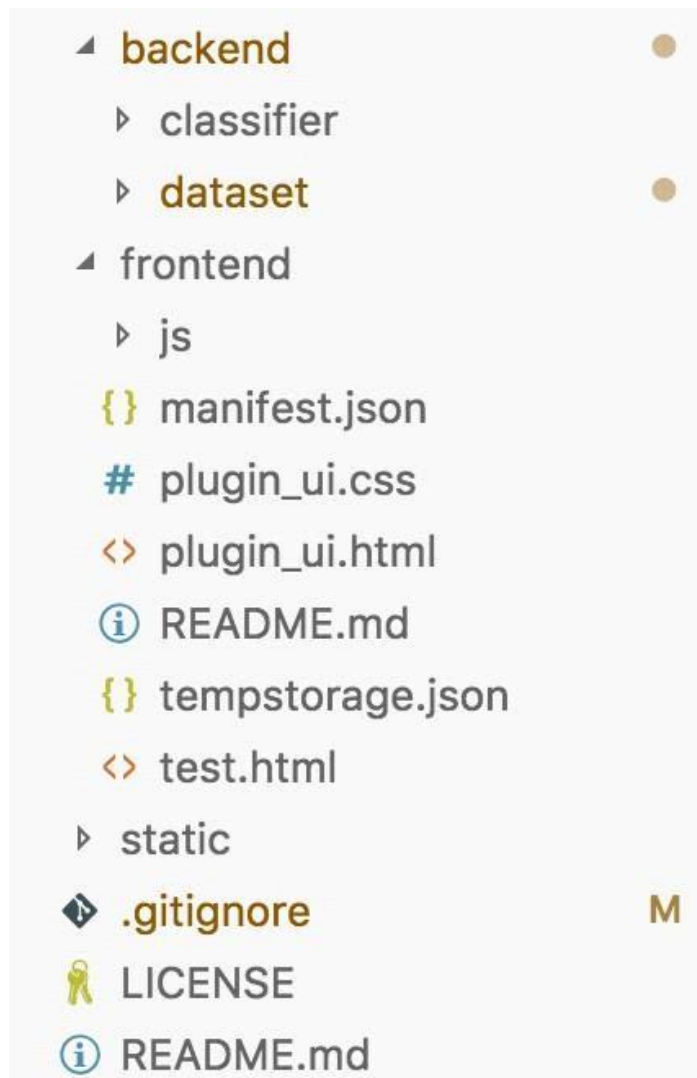 backend
classifier
dataset
frontend
js
{} manifest.json
# plugin_ui.css
<> plugin_ui.html
README.md
{} tempstorage.json
<> test.html
static
.gitignore M
LICENSE
README.md